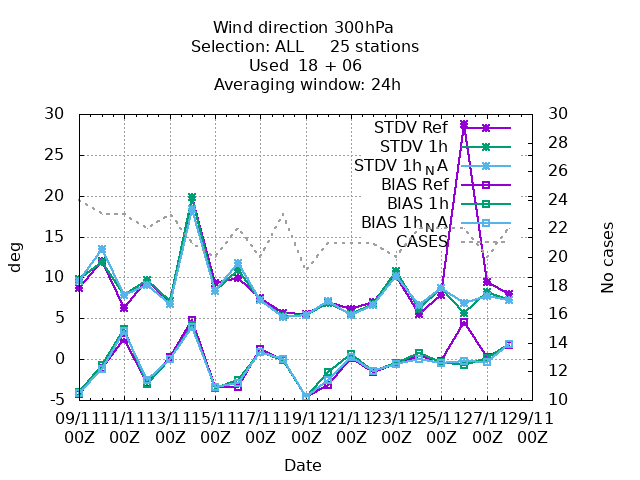 Wind direction 300hPa
Selection: ALL 25 stations
Used 18 + 06
Averaging window: 24h
30
25
20
15
10
5
0
-5
deg
STDV Ref
STDV 1h
STDV 1h_NA
BIAS Ref
BIAS 1h
BIAS 1h_NA
CASES
30
28
26
24
22
20
18
16
14
12
10
No cases
09/11 11/11 13/11 15/11 17/11 19/11 21/11 23/11 25/11 27/11 29/11
00Z 00Z 00Z 00Z 00Z 00Z 00Z 00Z 00Z 00Z 00Z
Date